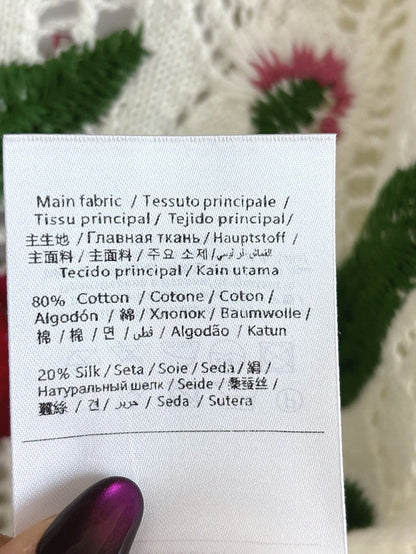 Main fabric / Tessuto principale /
Tissu principal / Tejido principal/
主生地 / Главная ткань / Hauptstoff /
主面料 / 主面料 / 주요 소제 /
Tecido principal / Kain utama
80% Cotton / Cotone / Coton /
Algodón / 綿 / Хлопок / Baumwolle /
棉 / 棉 / 면 / قطن / Algodão / Katun
20% Silk / Seta / Soie / Seda / 絹 /
Натуральный шелк / Seide / 桑蚕丝 /
蠶絲 / 견 / حرير / Seda / Sutera